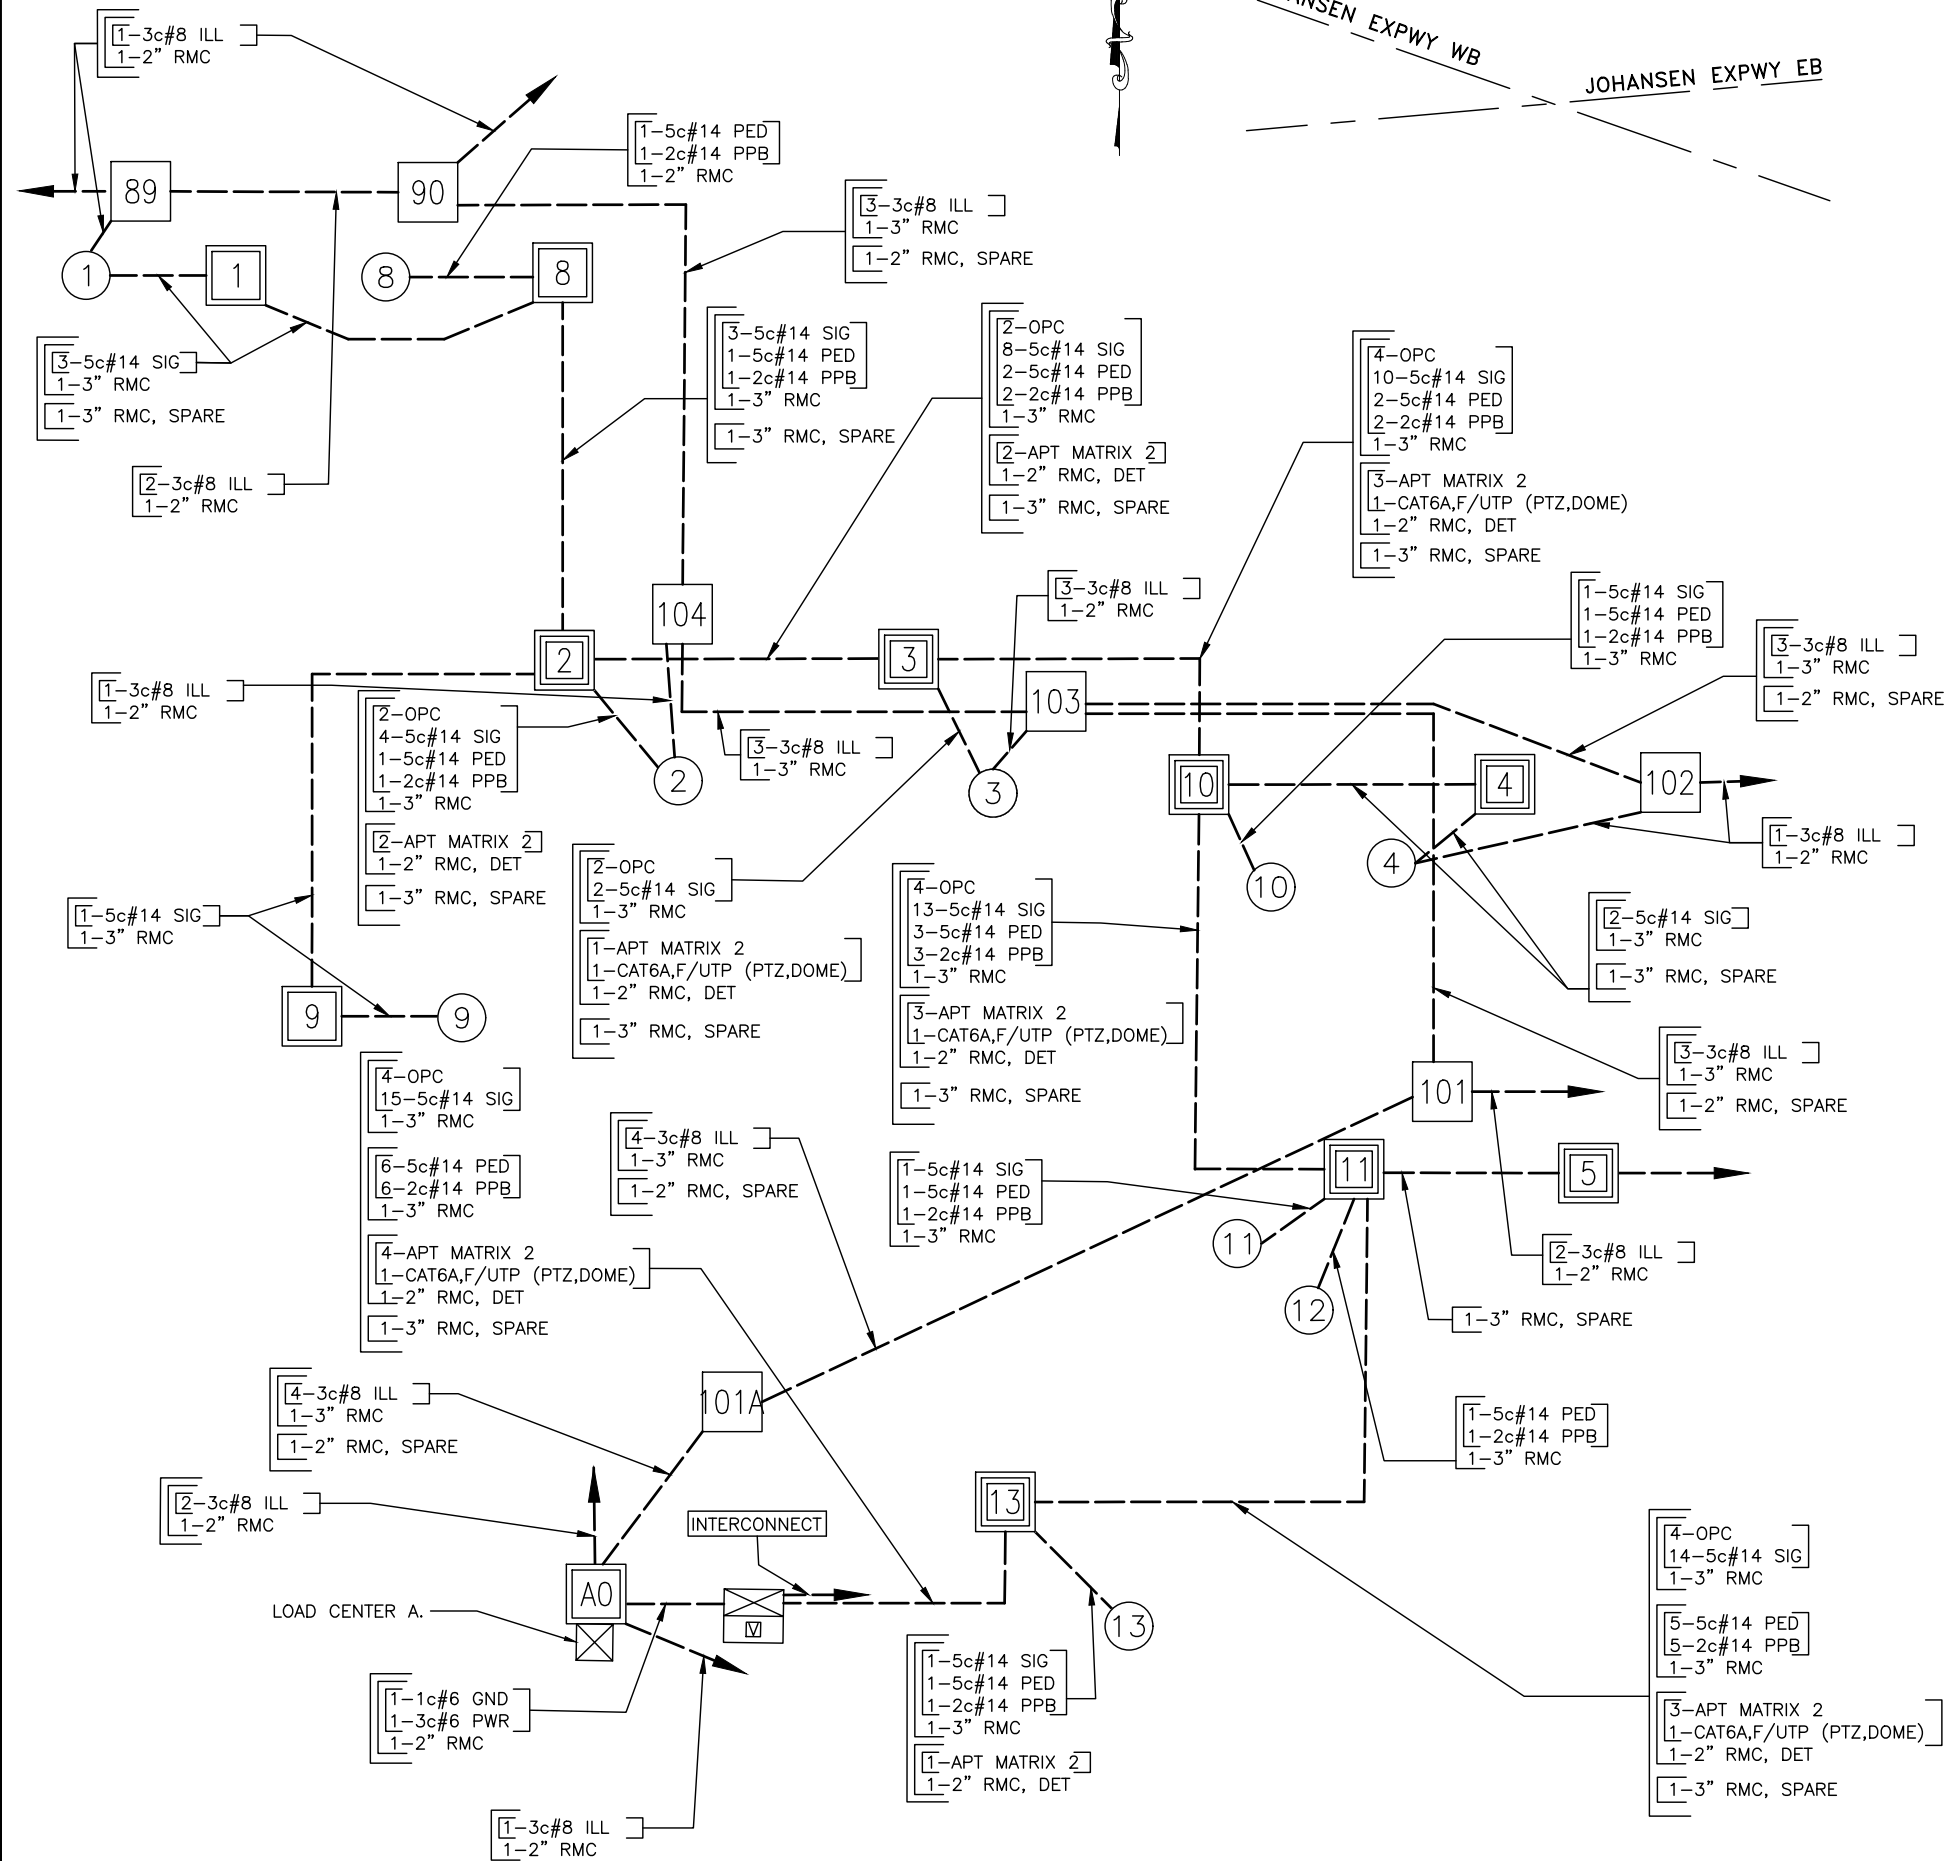 1-3c#8 ILL
1-2" RMC
ANSEN EXPWY WB
JOHANSEN EXPWY EB
1-5c#14 PED
1-2c#14 PPB
1-2" RMC
89
90
3-3c#8 ILL
1-3" RMC
1-2" RMC, SPARE
1
1
8
8
3-5c#14 SIG
1-3" RMC
1-3" RMC, SPARE
3-5c#14 SIG
1-5c#14 PED
1-2c#14 PPB
1-3" RMC
1-3" RMC, SPARE
2-OPC
8-5c#14 SIG
2-5c#14 PED
2-2c#14 PPB
1-3" RMC
2-APT MATRIX 2
1-2" RMC, DET
1-3" RMC, SPARE
4-OPC
10-5c#14 SIG
2-5c#14 PED
2-2c#14 PPB
1-3" RMC
3-APT MATRIX 2
1-CAT6A,F/UTP (PTZ,DOME)
1-2" RMC, DET
1-3" RMC, SPARE
2-3c#8 ILL
1-2" RMC
104
3-3c#8 ILL
1-2" RMC
1-5c#14 SIG
1-5c#14 PED
1-2c#14 PPB
1-3" RMC
3-3c#8 ILL
1-3" RMC
1-2" RMC, SPARE
2
3
103
1-3c#8 ILL
1-2" RMC
2-OPC
4-5c#14 SIG
1-5c#14 PED
1-2c#14 PPB
1-3" RMC
2-APT MATRIX 2
1-2" RMC, DET
1-3" RMC, SPARE
3-3c#8 ILL
1-3" RMC
2
3
10
4
102
1-3c#8 ILL
1-2" RMC
4
10
2-OPC
2-5c#14 SIG
1-3" RMC
1-APT MATRIX 2
1-CAT6A,F/UTP (PTZ,DOME)
1-2" RMC, DET
1-3" RMC, SPARE
4-OPC
13-5c#14 SIG
3-5c#14 PED
3-2c#14 PPB
1-3" RMC
3-APT MATRIX 2
1-CAT6A,F/UTP (PTZ,DOME)
1-2" RMC, DET
1-3" RMC, SPARE
2-5c#14 SIG
1-3" RMC
1-3" RMC, SPARE
1-5c#14 SIG
1-3" RMC
9
9
3-3c#8 ILL
1-3" RMC
1-2" RMC, SPARE
101
4-OPC
15-5c#14 SIG
1-3" RMC
6-5c#14 PED
6-2c#14 PPB
1-3" RMC
4-APT MATRIX 2
1-CAT6A,F/UTP (PTZ,DOME)
1-2" RMC, DET
1-3" RMC, SPARE
4-3c#8 ILL
1-3" RMC
1-2" RMC, SPARE
1-5c#14 SIG
1-5c#14 PED
1-2c#14 PPB
1-3" RMC
11
5
11
12
2-3c#8 ILL
1-2" RMC
1-3" RMC, SPARE
4-3c#8 ILL
1-3" RMC
1-2" RMC, SPARE
101A
1-5c#14 PED
1-2c#14 PPB
1-3" RMC
2-3c#8 ILL
1-2" RMC
INTERCONNECT
13
A0
V
LOAD CENTER A.
13
4-OPC
14-5c#14 SIG
1-3" RMC
5-5c#14 PED
5-2c#14 PPB
1-3" RMC
3-APT MATRIX 2
1-CAT6A,F/UTP (PTZ,DOME)
1-2" RMC, DET
1-3" RMC, SPARE
1-1c#6 GND
1-3c#6 PWR
1-2" RMC
1-5c#14 SIG
1-5c#14 PED
1-2c#14 PPB
1-3" RMC
1-APT MATRIX 2
1-2" RMC, DET
1-3c#8 ILL
1-2" RMC